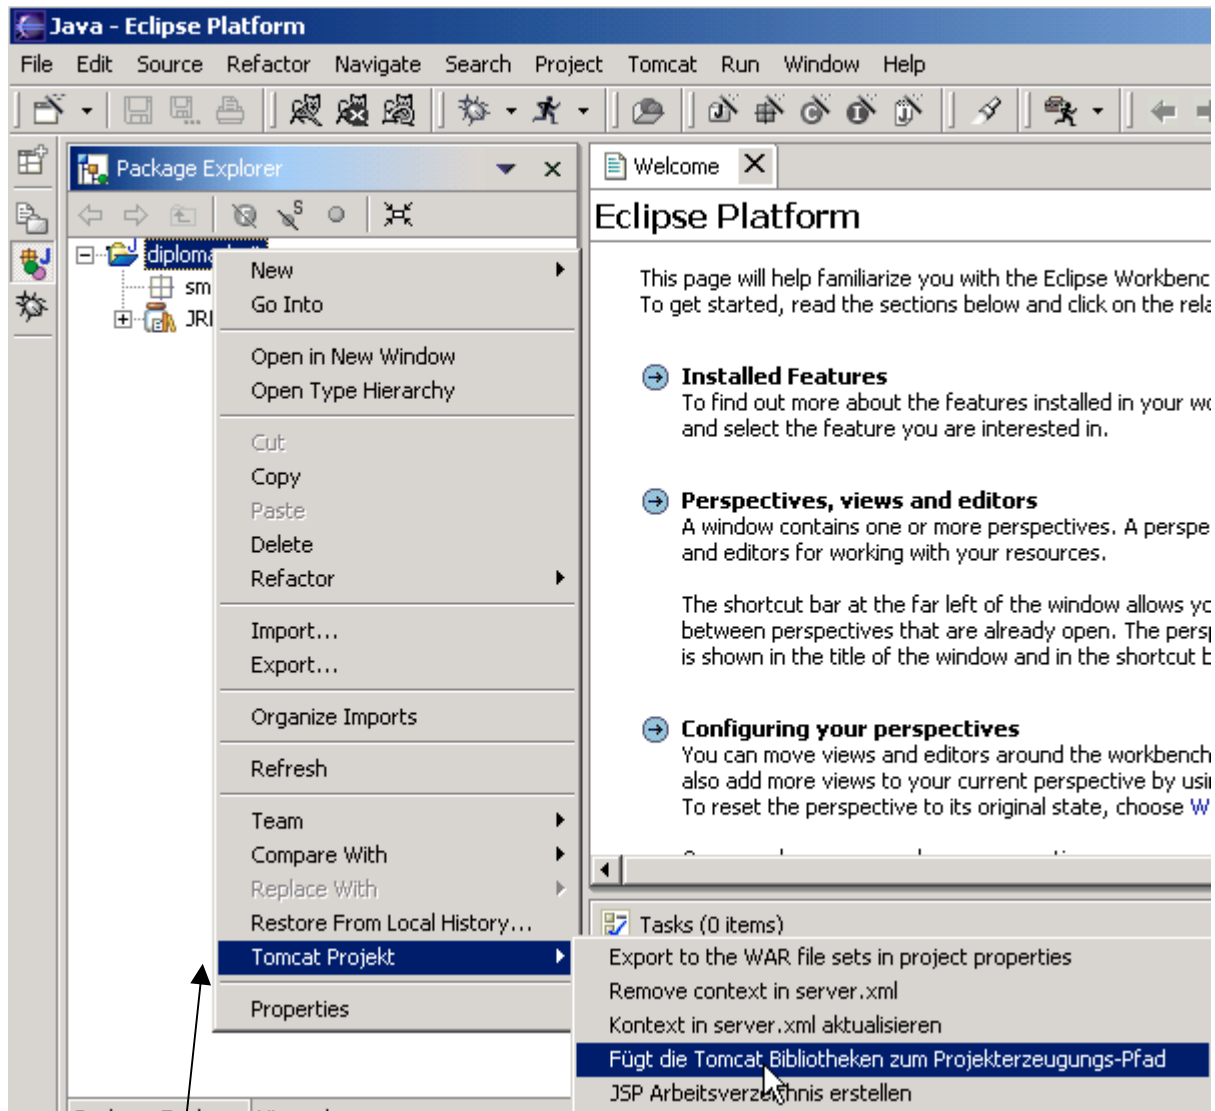 Java - Eclipse Platform
File Edit Source Refactor Navigate Search Project Tomcat Run Window Help
Package Explorer
S
J
sm
New
Go Into
Open in New Window
Open Type Hierarchy
Cut
Copy
Paste
Delete
Refactor
Import...
Export...
Organize Imports
Refresh
Team
Compare With
Replace With
Restore From Local History...
Tomcat Projekt
Properties
Welcome
Eclipse Platform
This page will help familiarize you with the Eclipse
To get started, read the sections below and click on the
Installed Features
To find out more about the features installed in your
and select the feature you are interested in.
Perspectives, views and editors
A window contains one or more perspectives. A
and editors for working with your resources.
The shortcut bar at the far left of the window allows
between perspectives that are already open. The
is shown in the title of the window and in the shortcut
Configuring your perspectives
You can move views and editors around the workbench
also add more views to your current perspective by
To reset the perspective to its original state, choose
Tasks (0 items)
Export to the WAR file sets in project properties
Remove context in server.xml
Kontext in server.xml aktualisieren
Fügt die Tomcat Bibliotheken zum Projekterzeugungs-Pfad
JSP Arbeitsverzeichnis erstellen